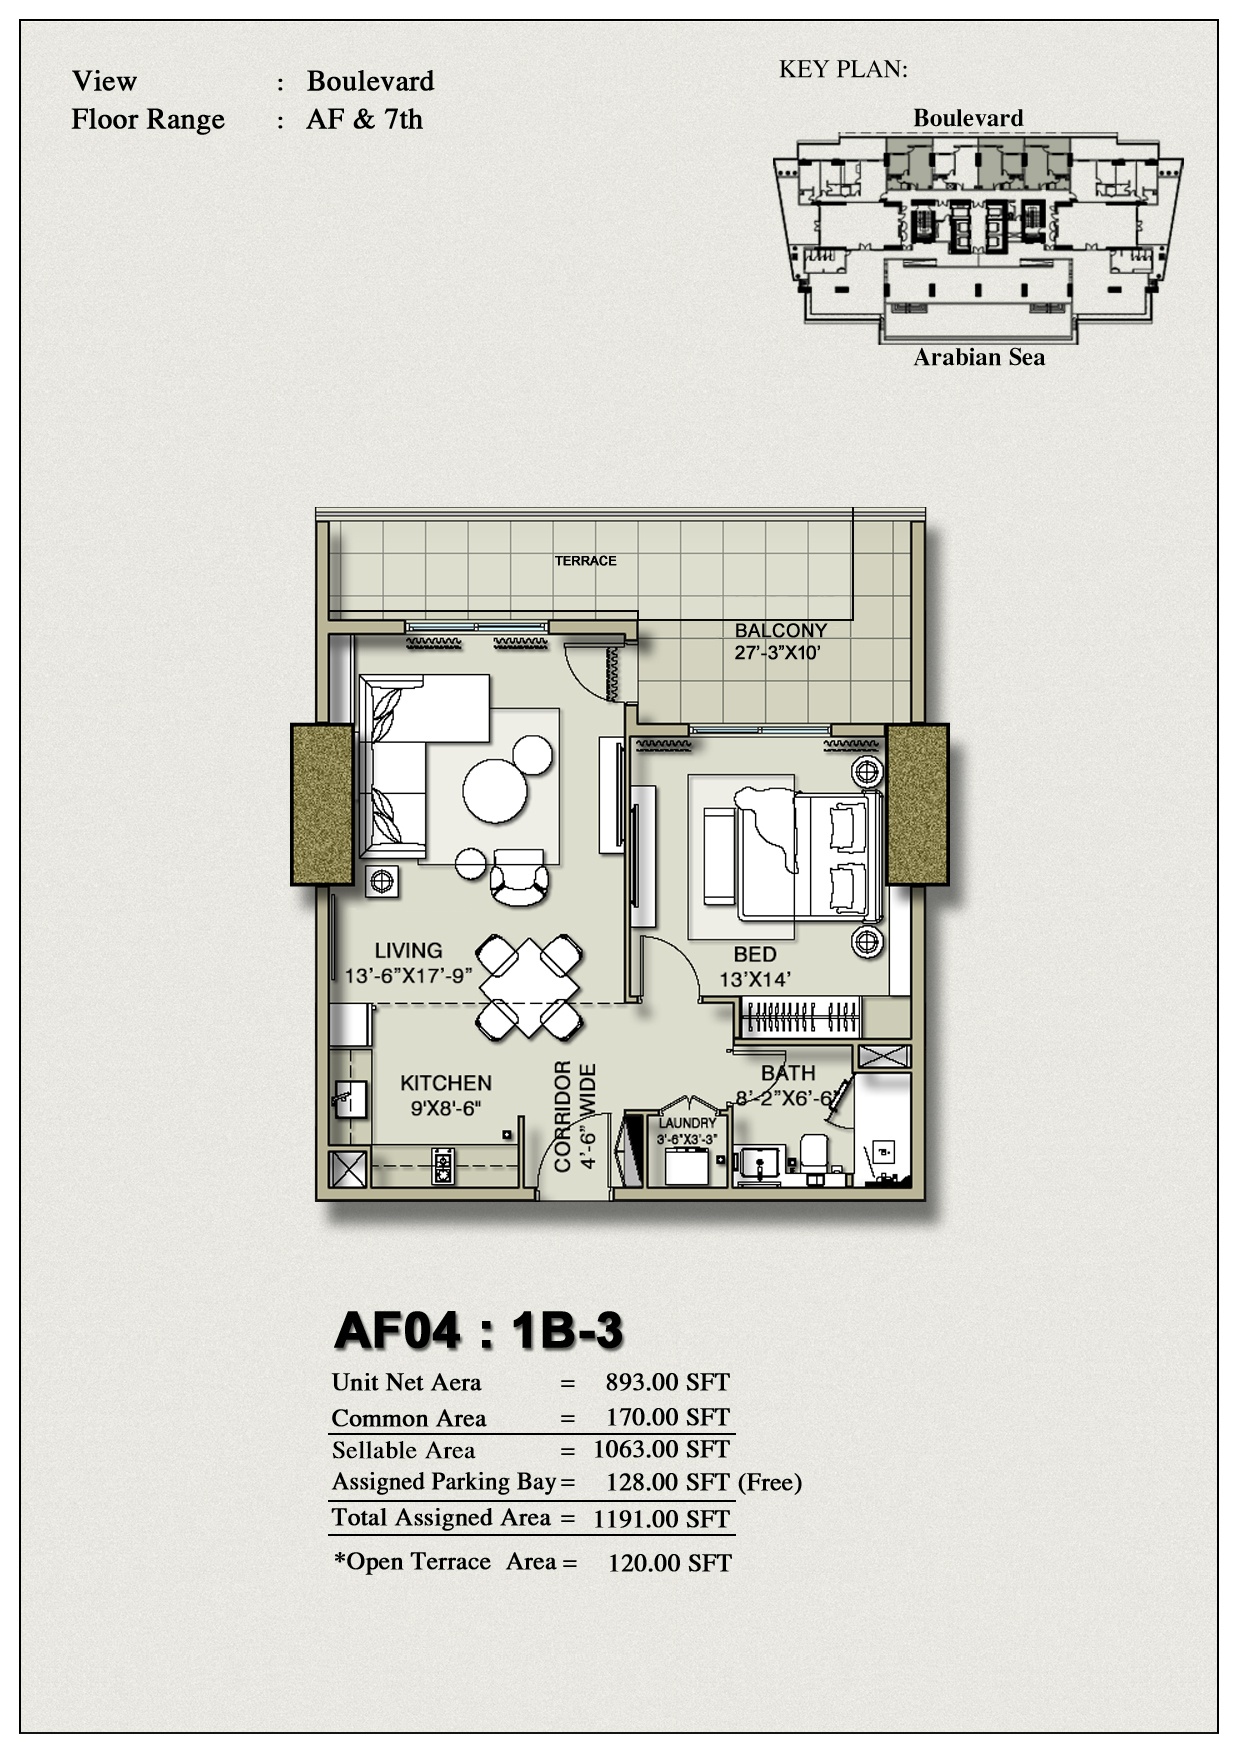 View : Boulevard
Floor Range : AF & 7th
KEY PLAN:
Boulevard
Arabian Sea
TERRACE
BALCONY
27'-3"X10'
LIVING
13'-6"X17'-9"
BED
13'X14'
KITCHEN
9'X8'-6"
CORRIDOR
4'-6" WIDE
BATH
8'-2"X6'-6"
LAUNDRY
3'-6"X3'-3"
AF04 : 1B-3
Unit Net Aera = 893.00 SFT
Common Area = 170.00 SFT
Sellable Area = 1063.00 SFT
Assigned Parking Bay = 128.00 SFT (Free)
Total Assigned Area = 1191.00 SFT
*Open Terrace Area = 120.00 SFT